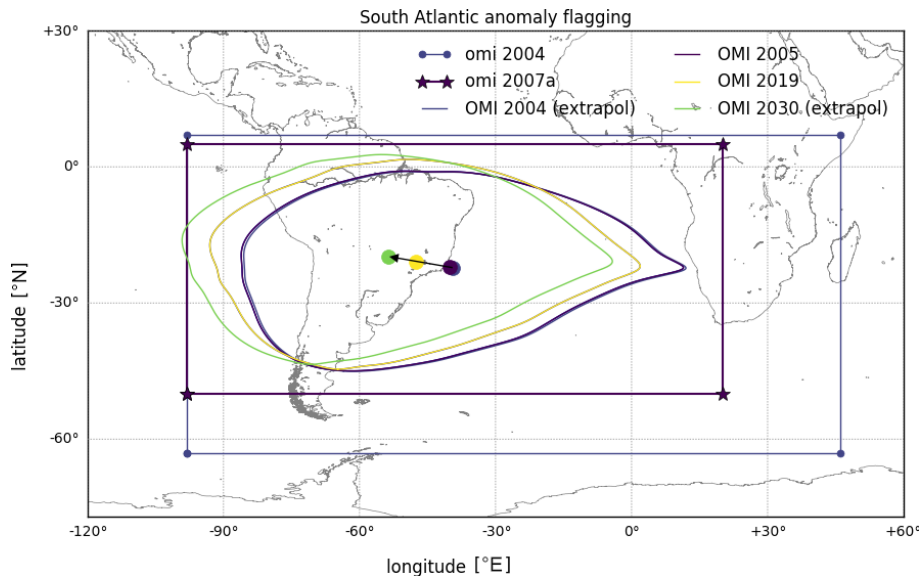 South Atlantic anomaly flagging
+30°
0°
-30°
-60°
latitude [°N]
omi 2004
omi 2007a
OMI 2004 (extrapol)
OMI 2005
OMI 2019
OMI 2030 (extrapol)
-120°
-90°
-60°
-30°
0°
+30°
+60°
longitude [°E]